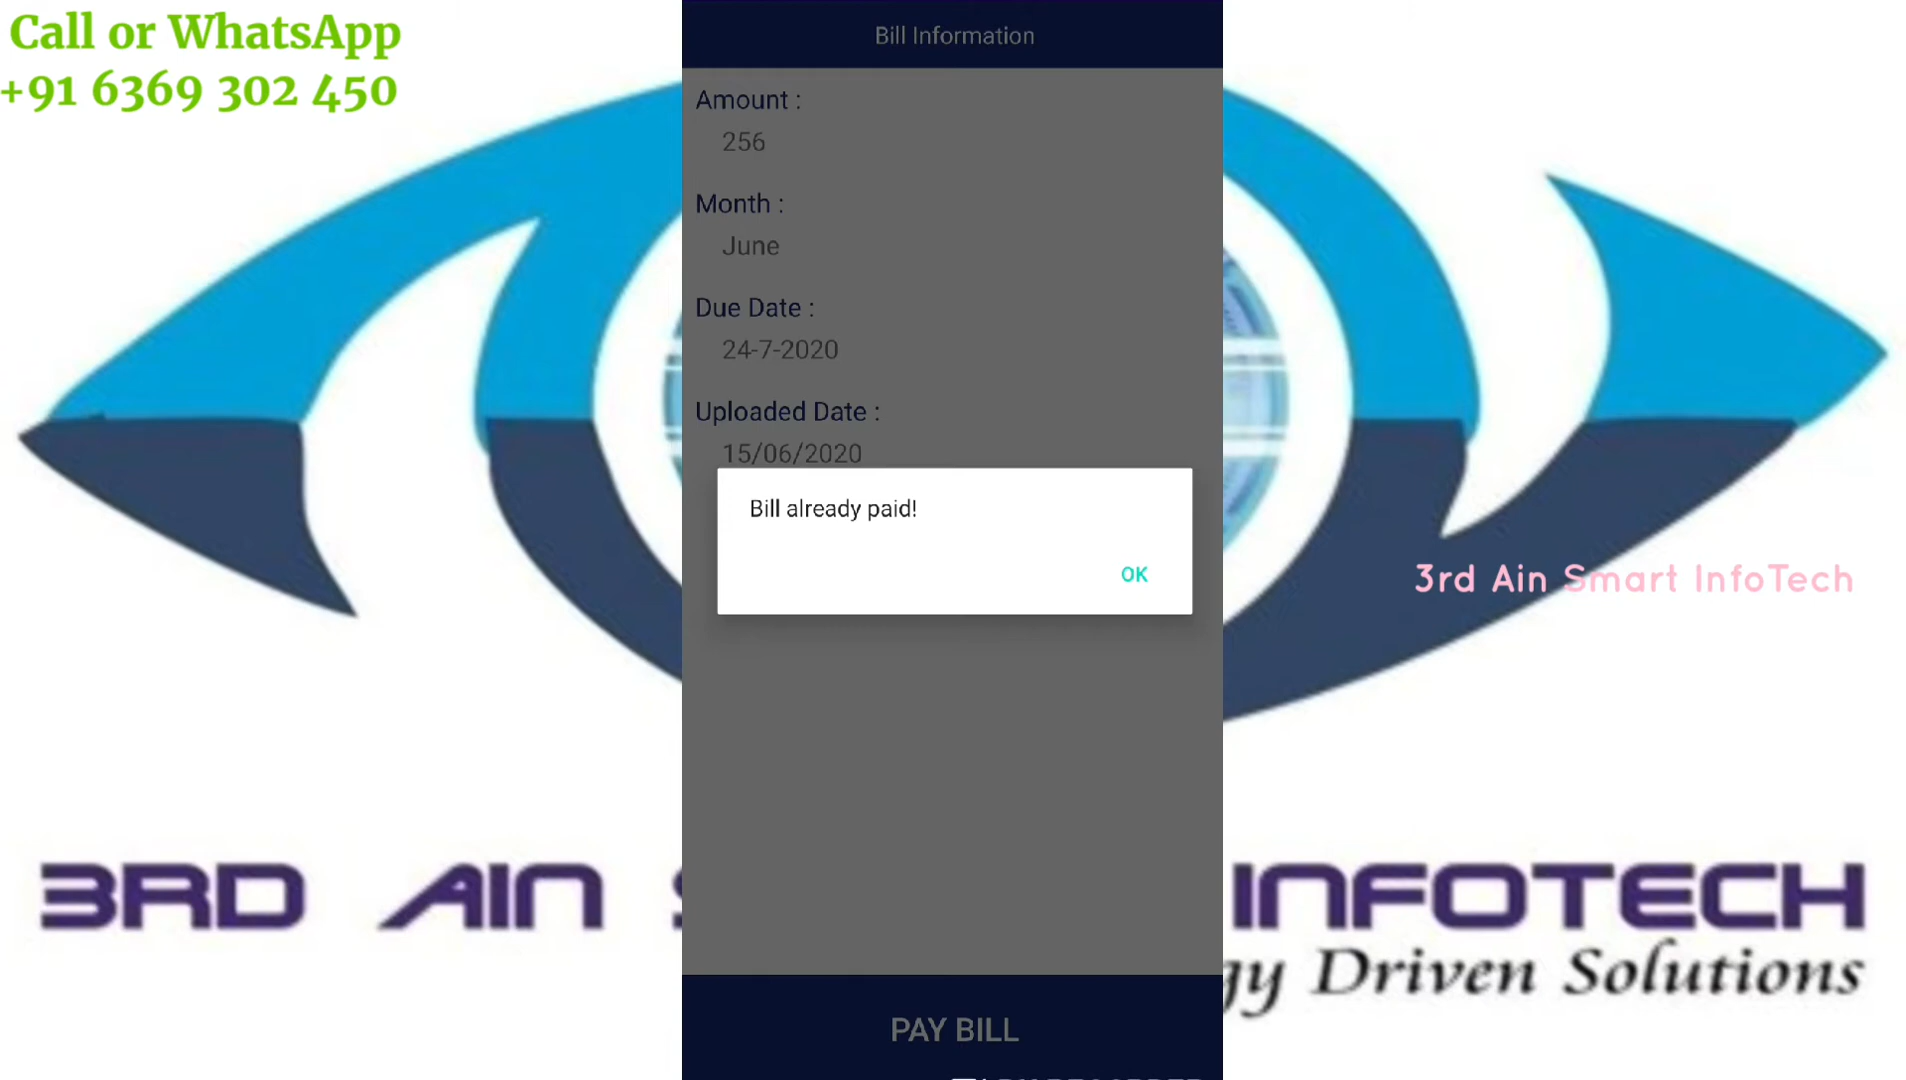 Call or WhatsApp
+91 6369 302 450
Bill Information
Amount :
256
Month :
June
Due Date :
24-7-2020
Uploaded Date :
15/06/2020
Bill already paid!
OK
3rd Ain Smart InfoTech
3RD AIN INFOTECH
Driven Solutions
PAY BILL